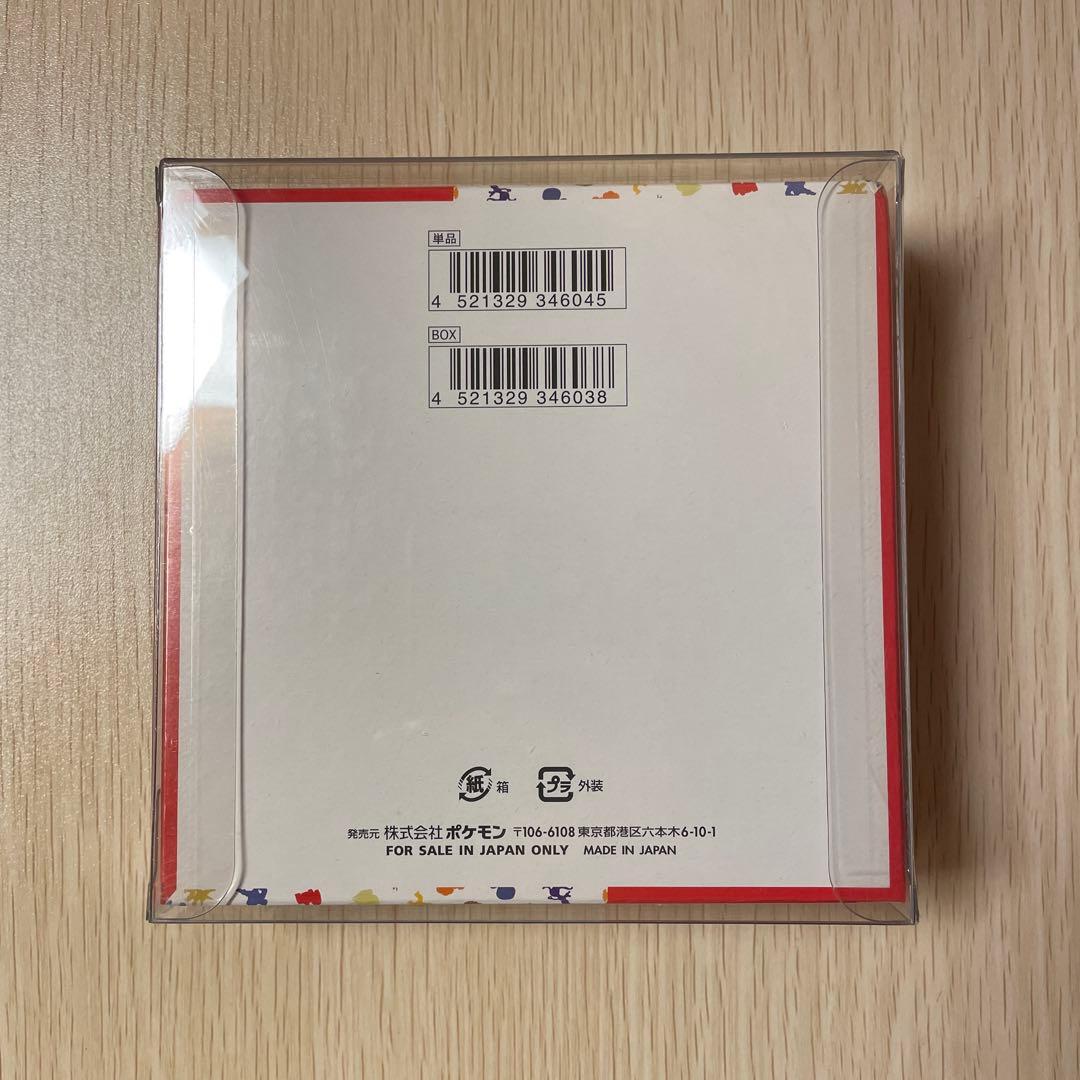 単品
4 521329 346045
BOX
4 521329 346038
紙 箱 プラ 外装
発売元 株式会社 ポケモン 〒106-6108 東京都港区六本木6-10-1
FOR SALE IN JAPAN ONLY MADE IN JAPAN